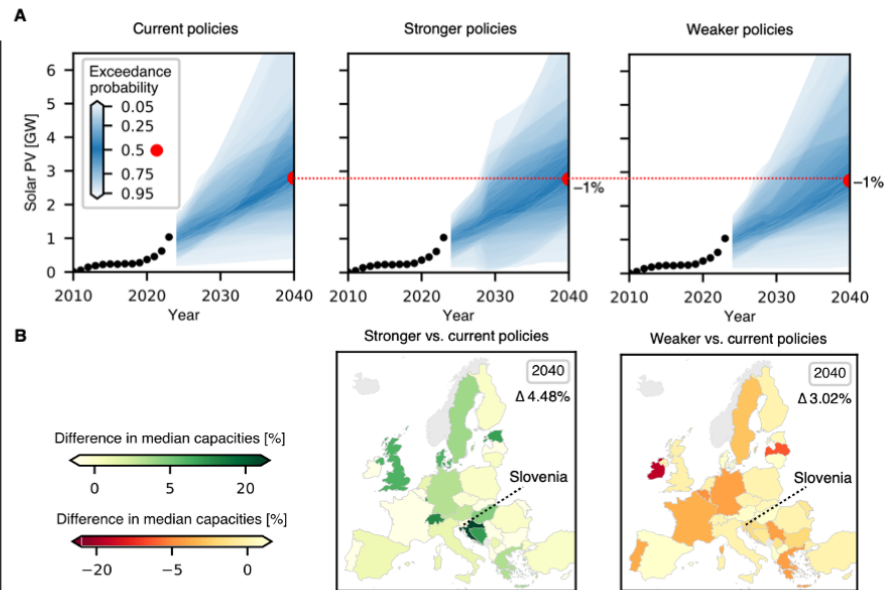 A
Current policies
Stronger policies
Weaker policies
Solar PV [GW]
6
5
4
3
2
1
0
Exceedance
probability
0.05
0.25
0.5
0.75
0.95
−1%
−1%
2010 2020 2030 2040
2010 2020 2030 2040
2010 2020 2030 2040
Year
Year
Year
B
Stronger vs. current policies
Weaker vs. current policies
2040
Δ 4.48%
2040
Δ 3.02%
Difference in median capacities [%]
0 5 20
Slovenia
Slovenia
Difference in median capacities [%]
−20 −5 0